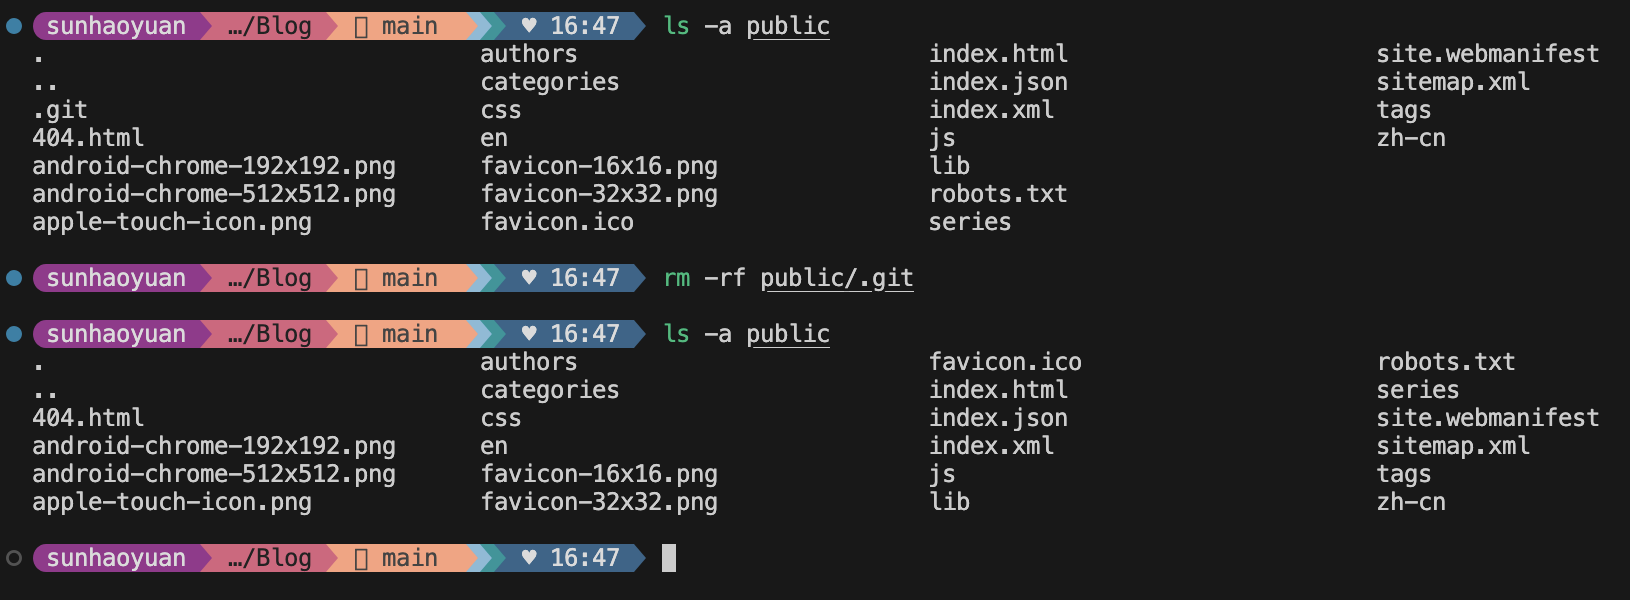 sunhaoyuan …/Blog main ♥ 16:47 ls -a public
. authors index.html site.webmanifest
.. categories index.json sitemap.xml
.git css index.xml tags
404.html en js zh-cn
android-chrome-192x192.png favicon-16x16.png lib
android-chrome-512x512.png favicon-32x32.png robots.txt
apple-touch-icon.png favicon.ico series
sunhaoyuan …/Blog main ♥ 16:47 rm -rf public/.git
sunhaoyuan …/Blog main ♥ 16:47 ls -a public
. authors favicon.ico robots.txt
.. categories index.html series
404.html css index.json site.webmanifest
android-chrome-192x192.png en index.xml sitemap.xml
android-chrome-512x512.png favicon-16x16.png js tags
apple-touch-icon.png favicon-32x32.png lib zh-cn
sunhaoyuan …/Blog main ♥ 16:47